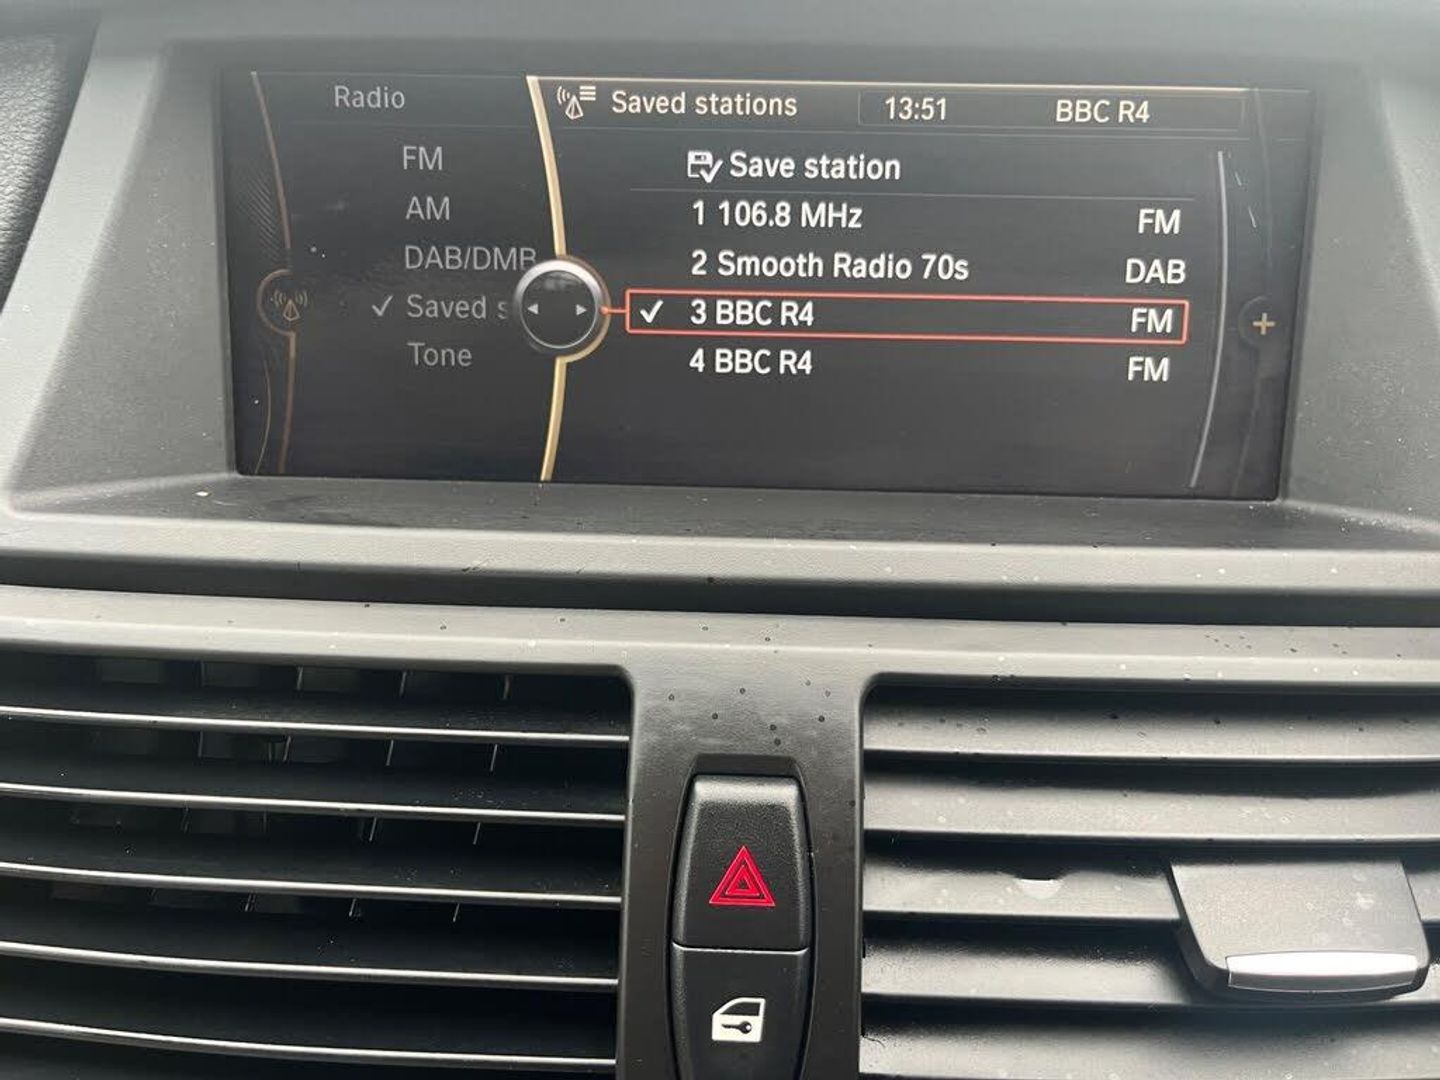 Radio
Saved stations 13:51 BBC R4
FM
AM
DAB/DMB
✓ Saved s
Tone
Save station
1 106.8 MHz FM
2 Smooth Radio 70s DAB
✓ 3 BBC R4 FM
4 BBC R4 FM
+